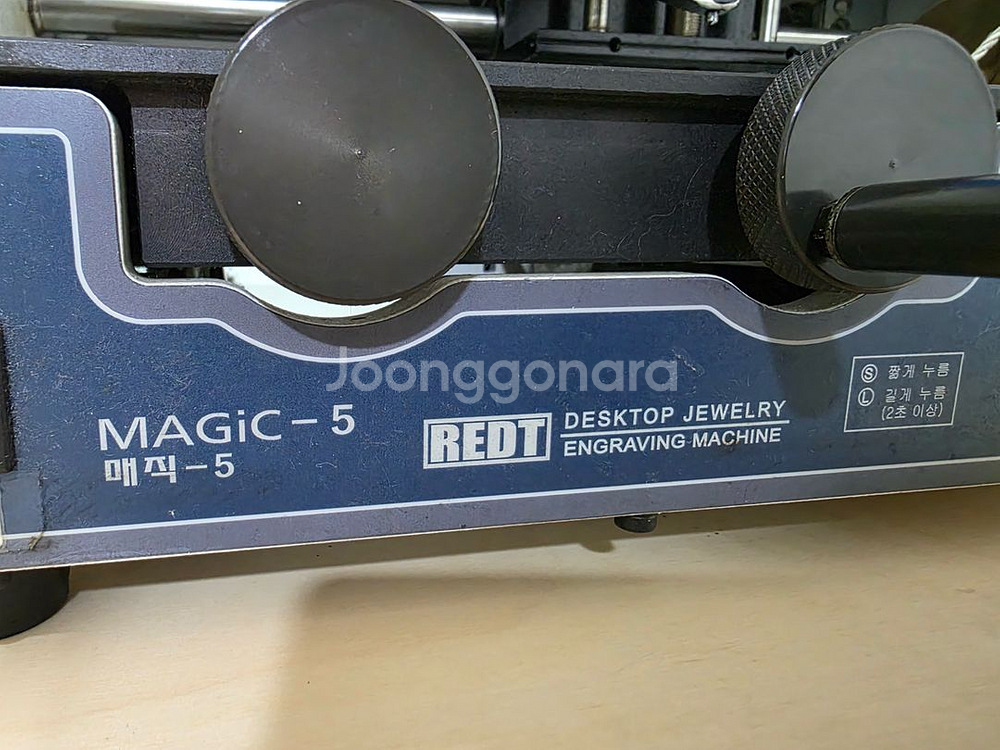 Joonggonara
MAGiC-5
매직-5
REDT
DESKTOP JEWELRY
ENGRAVING MACHINE
Ⓢ 짧게 누름
Ⓛ 길게 누름
(2초 이상)